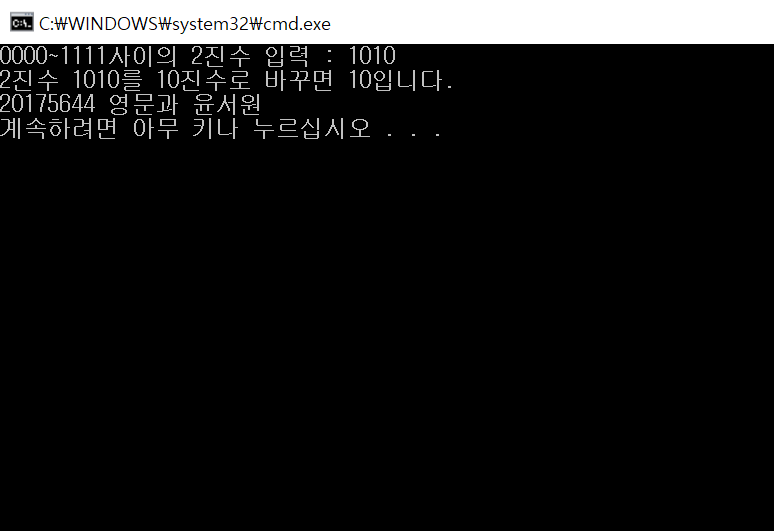 C:₩WINDOWS₩system32₩cmd.exe
0000~1111사이의 2진수 입력 : 1010
2진수 1010를 10진수로 바꾸면 10입니다.
20175644 영문과 윤서원
계속하려면 아무 키나 누르십시오 . . .